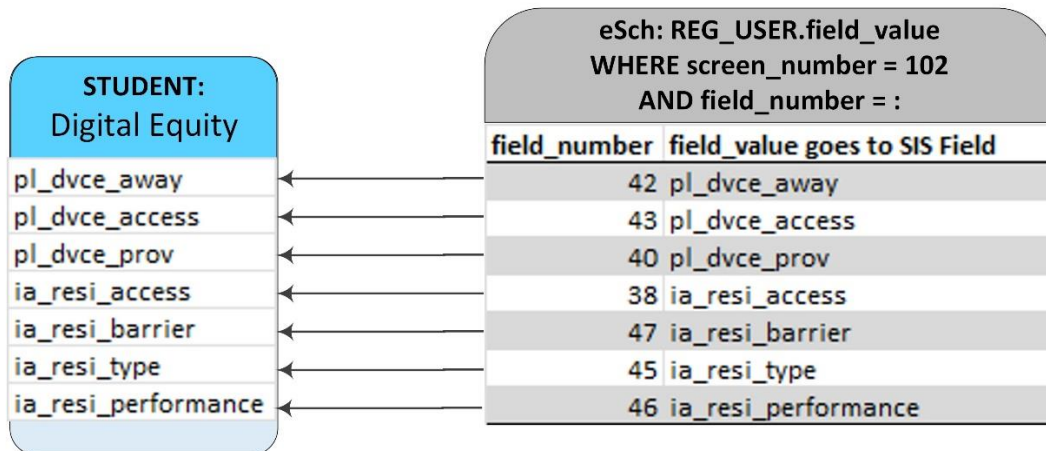 STUDENT:
Digital Equity
pl_dvce_away
pl_dvce_access
pl_dvce_prov
ia_resi_access
ia_resi_barrier
ia_resi_type
ia_resi_performance
eSch: REG_USER.field_value
WHERE screen_number = 102
AND field_number = :
field_number field_value goes to SIS Field
42 pl_dvce_away
43 pl_dvce_access
40 pl_dvce_prov
38 ia_resi_access
47 ia_resi_barrier
45 ia_resi_type
46 ia_resi_performance